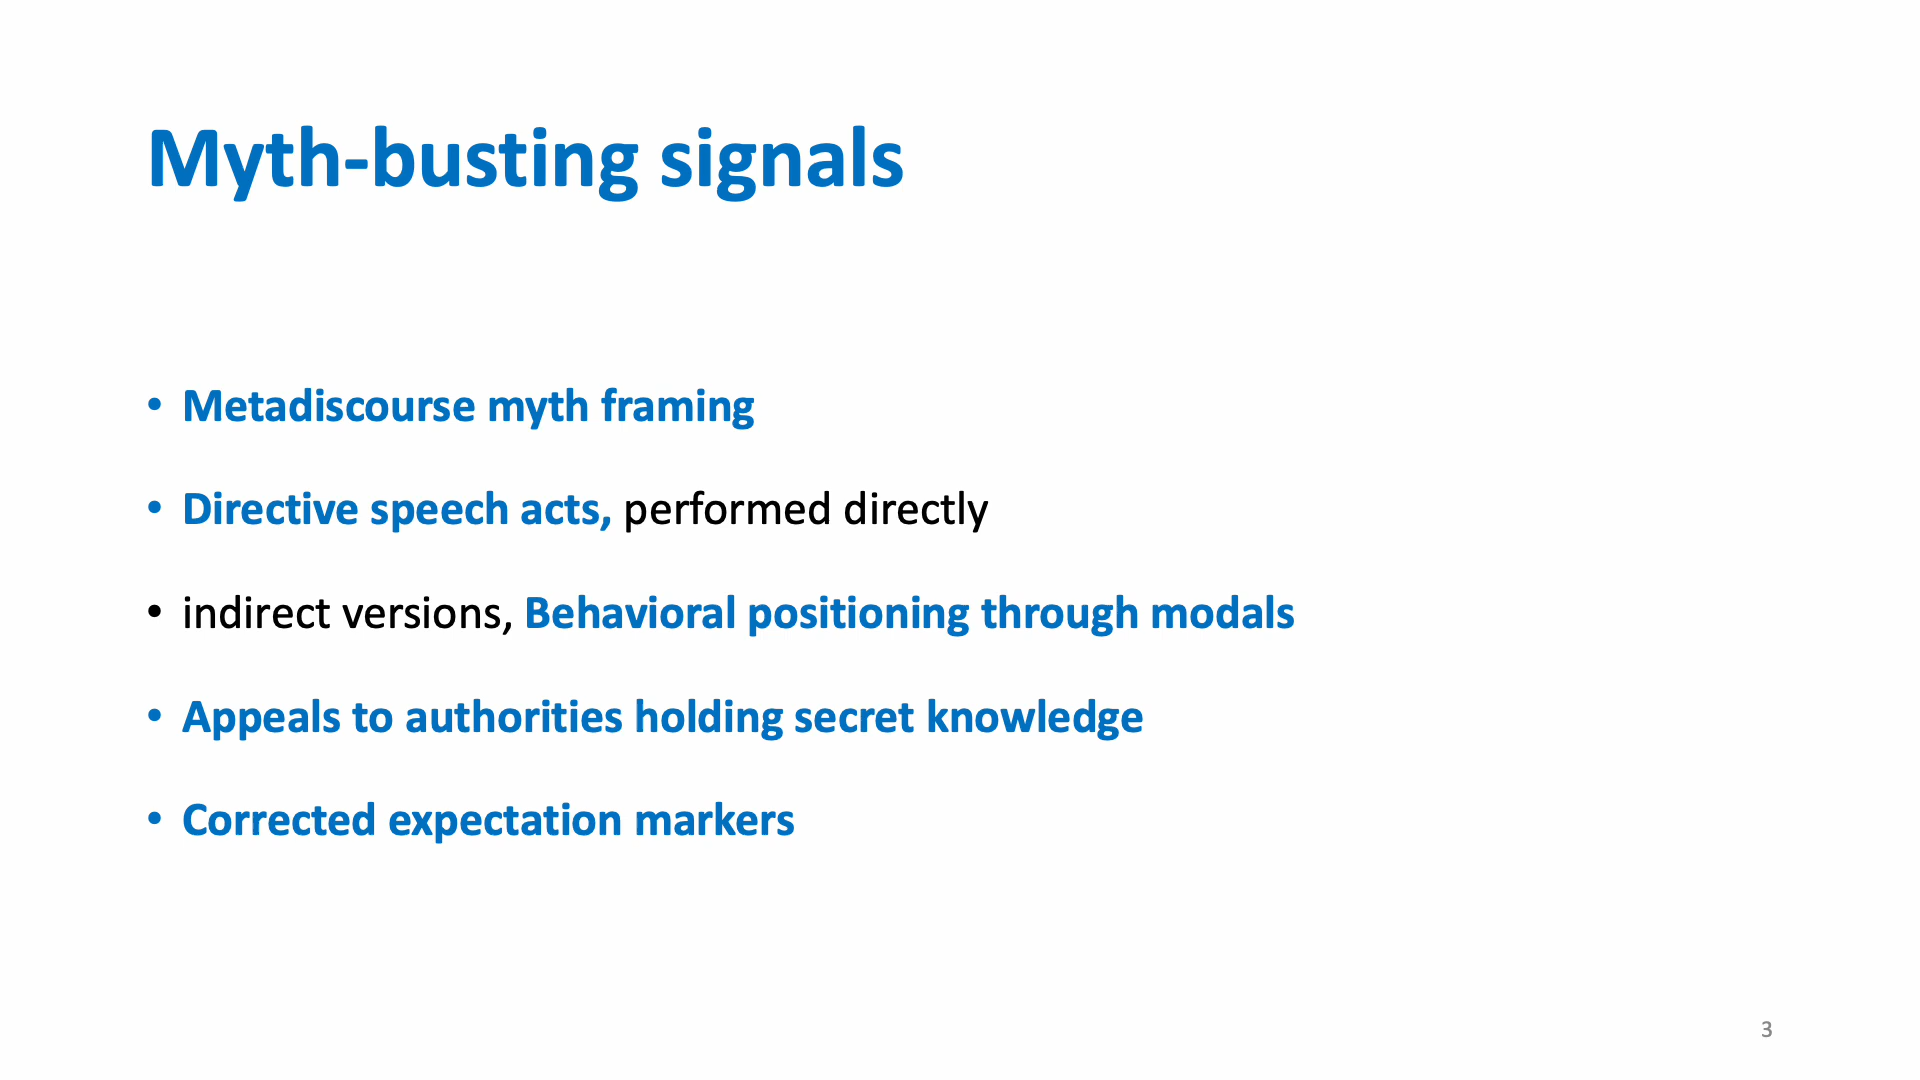 Myth-busting signals
• Metadiscourse myth framing
• Directive speech acts, performed directly
• indirect versions, Behavioral positioning through modals
• Appeals to authorities holding secret knowledge
• Corrected expectation markers
3